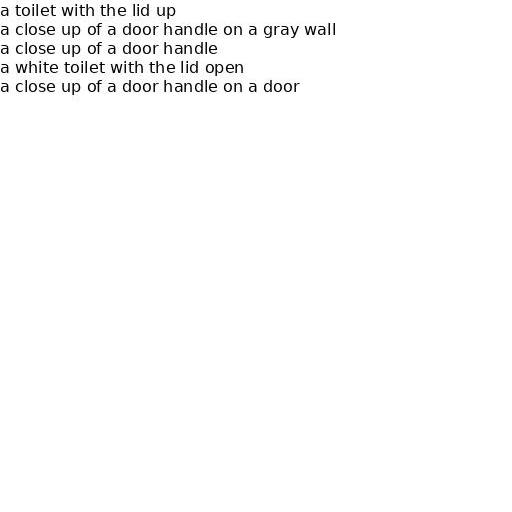 a toilet with the lid up
a close up of a door handle on a gray wall
a close up of a door handle
a white toilet with the lid open
a close up of a door handle on a door